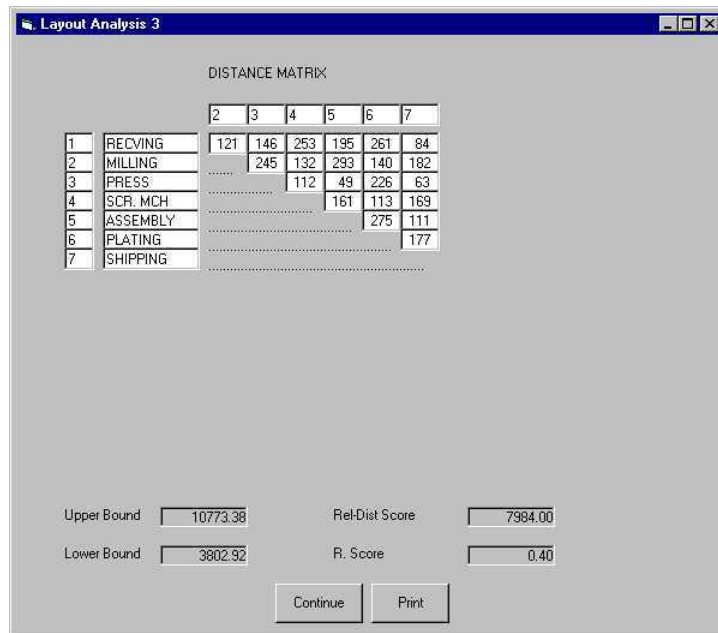 Layout Analysis 3
DISTANCE MATRIX
2 3 4 5 6 7
1 RECVING 121 146 253 195 261 84
2 MILLING 245 132 293 140 182
3 PRESS 112 49 226 63
4 SCR. MCH 161 113 169
5 ASSEMBLY 275 111
6 PLATING 177
7 SHIPPING
Upper Bound 10773.38 Rel-Dist Score 7984.00
Lower Bound 3802.92 R. Score 0.40
Continue Print